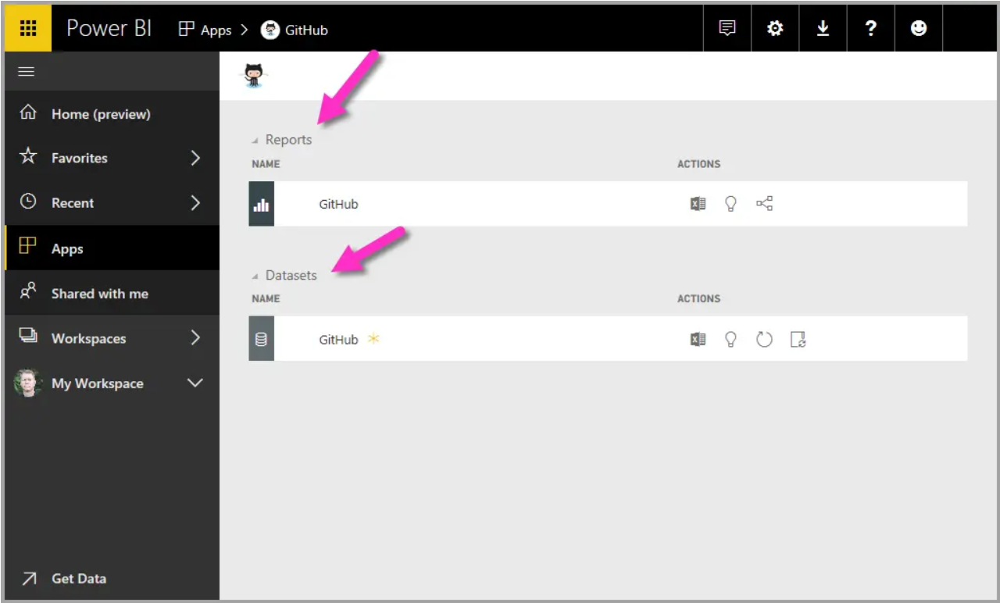 Power BI Apps > GitHub ?
Home (preview)
Favorites
Recent
Apps
Shared with me
Workspaces
My Workspace
Get Data
Reports
NAME ACTIONS
GitHub
Datasets
NAME ACTIONS
GitHub